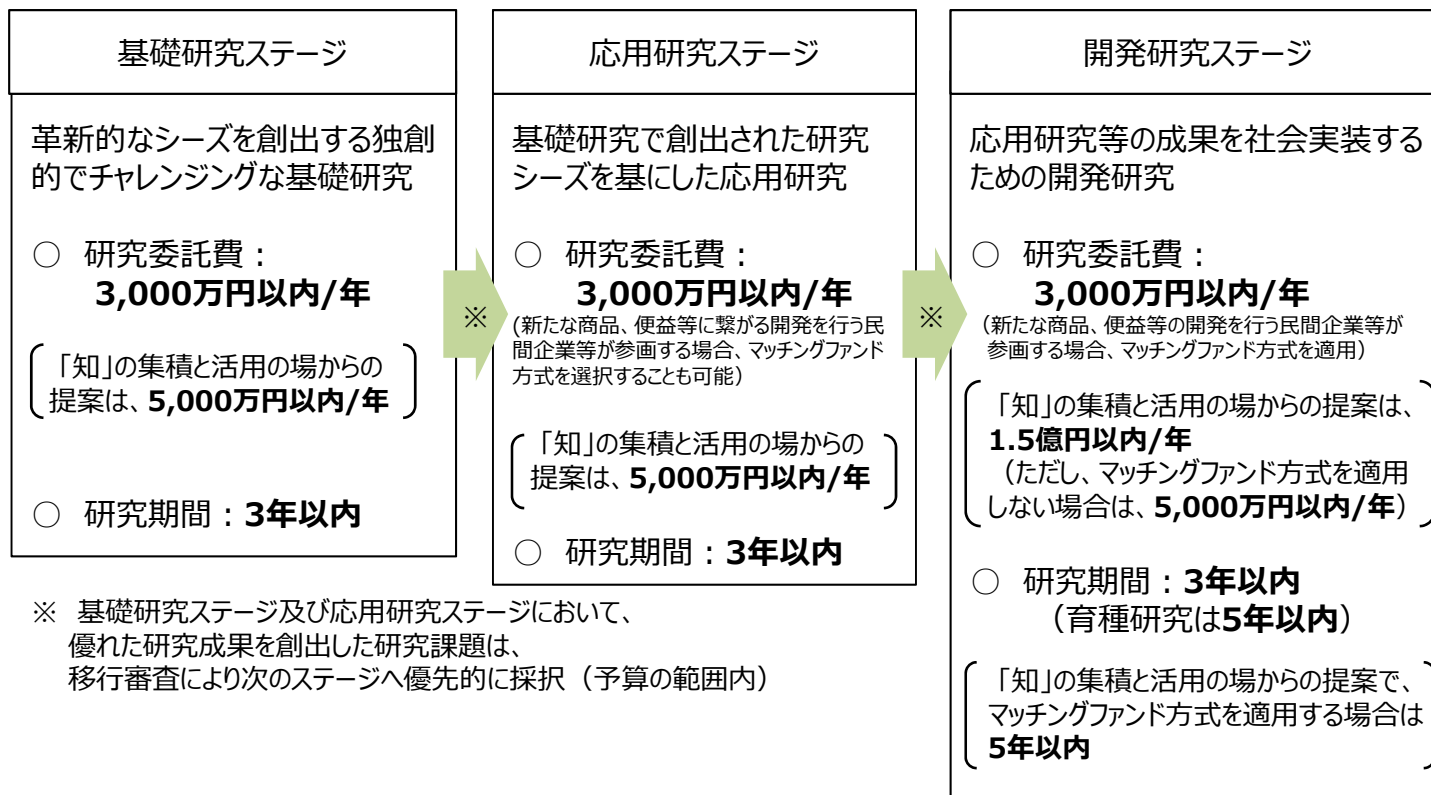 基礎研究ステージ
革新的なシーズを創出する独創
的でチャレンジングな基礎研究
○ 研究委託費：
3,000万円以内/年
「知」の集積と活用の場からの
提案は、5,000万円以内/年
○ 研究期間：3年以内
※
応用研究ステージ
基礎研究で創出された研究
シーズを基にした応用研究
○ 研究委託費：
3,000万円以内/年
(新たな商品、便益等に繋がる開発を行う民
間企業等が参画する場合、マッチングファンド
方式を選択することも可能）
「知」の集積と活用の場からの
提案は、5,000万円以内/年
○ 研究期間：3年以内
※
開発研究ステージ
応用研究等の成果を社会実装する
ための開発研究
○ 研究委託費：
3,000万円以内/年
（新たな商品、便益等の開発を行う民間企業等が
参画する場合、マッチングファンド方式を適用）
「知」の集積と活用の場からの提案は、
1.5億円以内/年
（ただし、マッチングファンド方式を適用
しない場合は、5,000万円以内/年）
○ 研究期間：3年以内
（育種研究は5年以内）
「知」の集積と活用の場からの提案で、
マッチングファンド方式を適用する場合は
5年以内
※ 基礎研究ステージ及び応用研究ステージにおいて、
優れた研究成果を創出した研究課題は、
移行審査により次のステージへ優先的に採択（予算の範囲内）